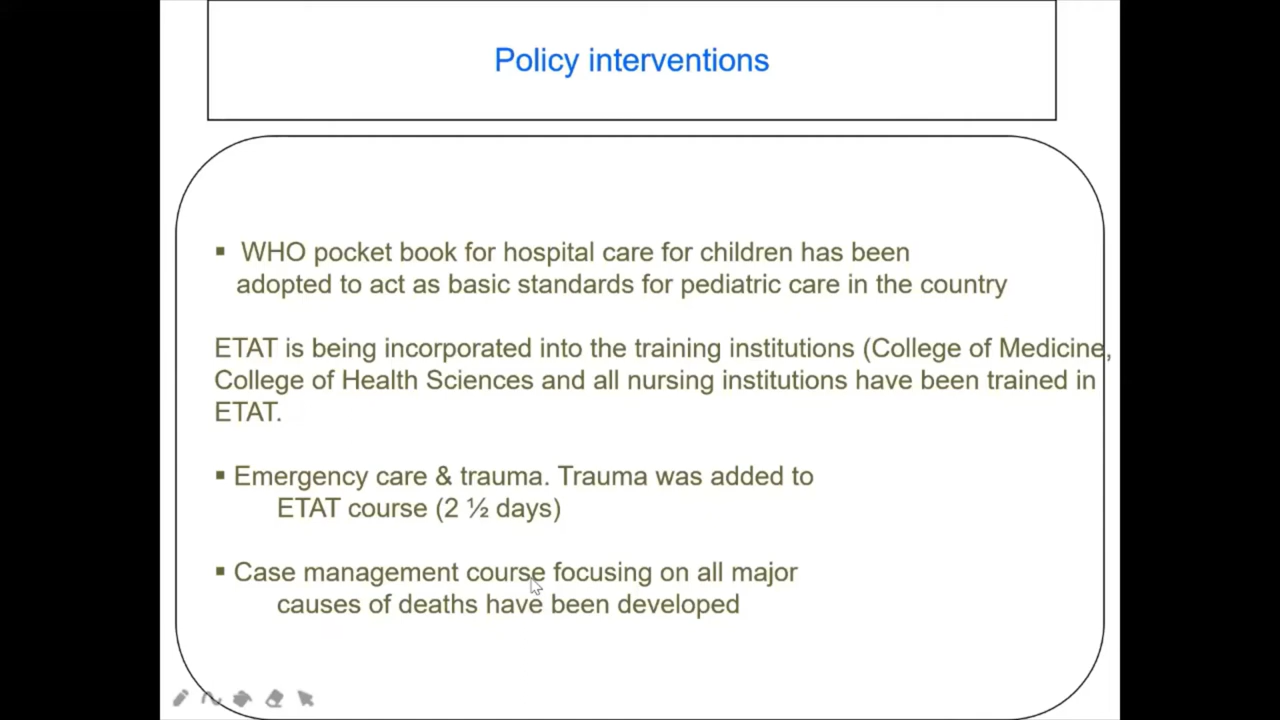 Policy interventions
▪ WHO pocket book for hospital care for children has been
adopted to act as basic standards for pediatric care in the country
ETAT is being incorporated into the training institutions (College of Medicine,
College of Health Sciences and all nursing institutions have been trained in
ETAT.
▪ Emergency care & trauma. Trauma was added to
ETAT course (2 ½ days)
▪ Case management course focusing on all major
causes of deaths have been developed